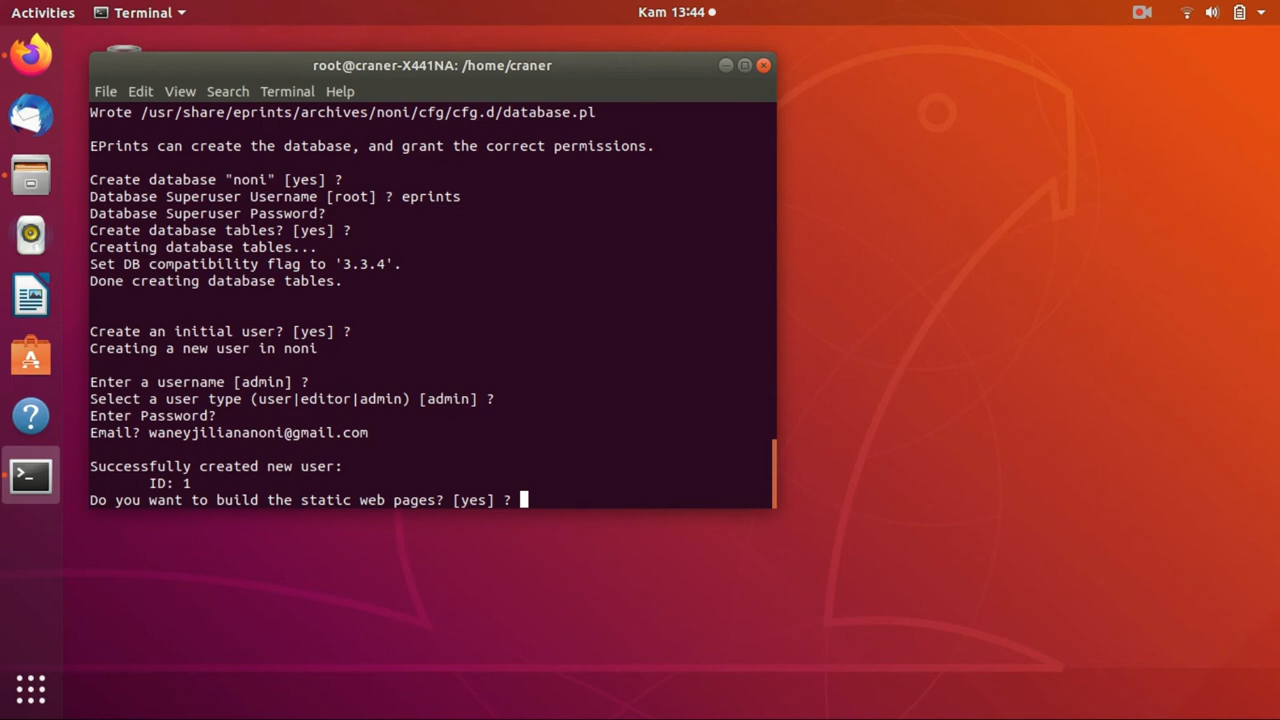 Activities
Terminal
Kam 13:44
root@craner-X441NA: /home/craner
File Edit View Search Terminal Help
Wrote /usr/share/eprints/archives/noni/cfg/cfg.d/database.pl
EPrints can create the database, and grant the correct permissions.
Create database "noni" [yes] ?
Database Superuser Username [root] ? eprints
Database Superuser Password?
Create database tables? [yes] ?
Creating database tables...
Set DB compatibility flag to '3.3.4'.
Done creating database tables.
Create an initial user? [yes] ?
Creating a new user in noni
Enter a username [admin] ?
Select a user type (user|editor|admin) [admin] ?
Enter Password?
Email? waneyjiliananoni@gmail.com
Successfully created new user:
ID: 1
Do you want to build the static web pages? [yes] ?